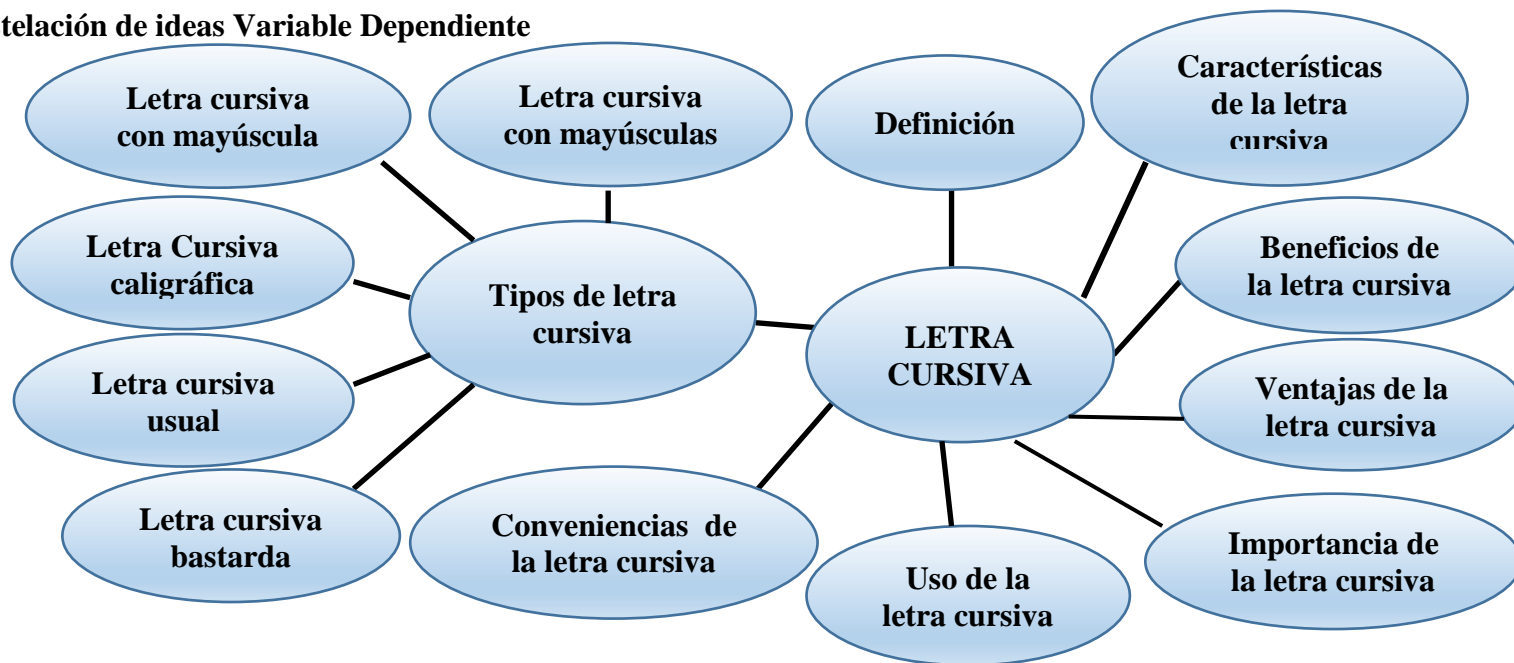 telación de ideas Variable Dependiente
Letra cursiva
con mayúscula
Letra cursiva
con mayúsculas
Definición
Características
de la letra
cursiva
Letra Cursiva
caligráfica
Tipos de letra
cursiva
Beneficios de
la letra cursiva
LETRA
CURSIVA
Letra cursiva
usual
Ventajas de la
letra cursiva
Letra cursiva
bastarda
Conveniencias de
la letra cursiva
Uso de la
letra cursiva
Importancia de
la letra cursiva